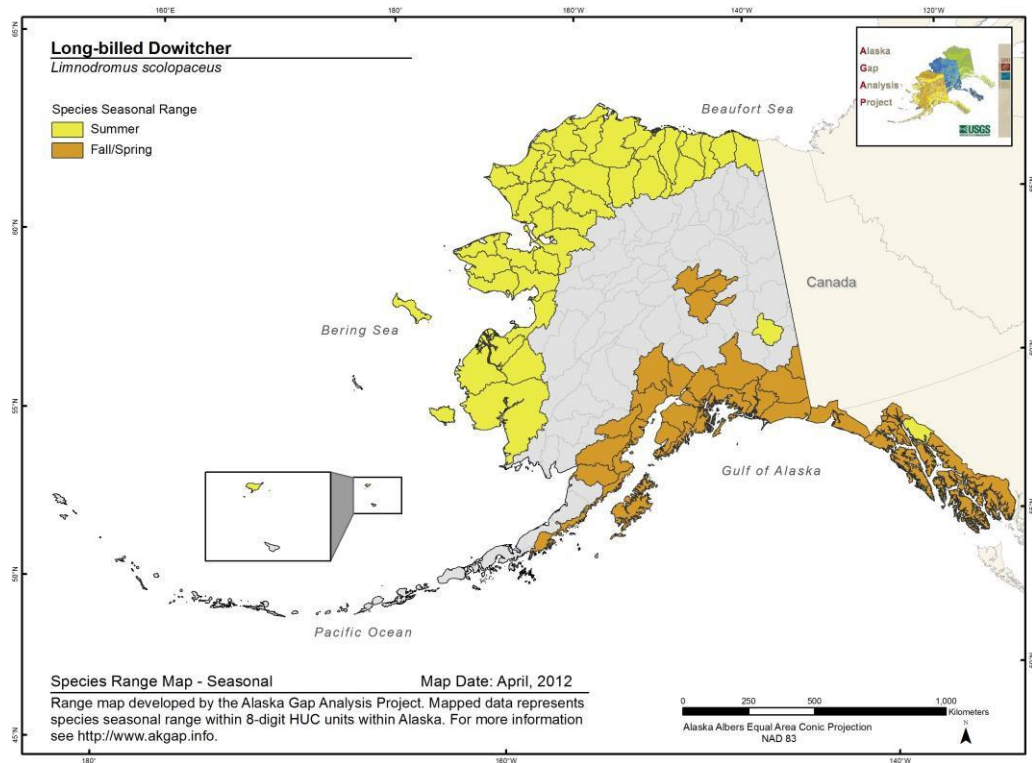 180°
160°W
140°W
120°W
65°N
Long-billed Dowitcher
Limnodromus scolopaceus
Species Seasonal Range
Summer
Fall/Spring
Alaska
Gap
Analysis
Project
USGS
Beaufort Sea
60°N
Canada
Bering Sea
60°N
55°N
Gulf of Alaska
50°N
Pacific Ocean
Species Range Map - Seasonal Map Date: April, 2012
Range map developed by the Alaska Gap Analysis Project. Mapped data represents
species seasonal range within 8-digit HUC units within Alaska. For more information
see http://www.akgap.info.
0 250 500 1,000
Kilometers
Alaska Albers Equal Area Conic Projection
NAD 83
N
45°N
180°
160°W
140°W